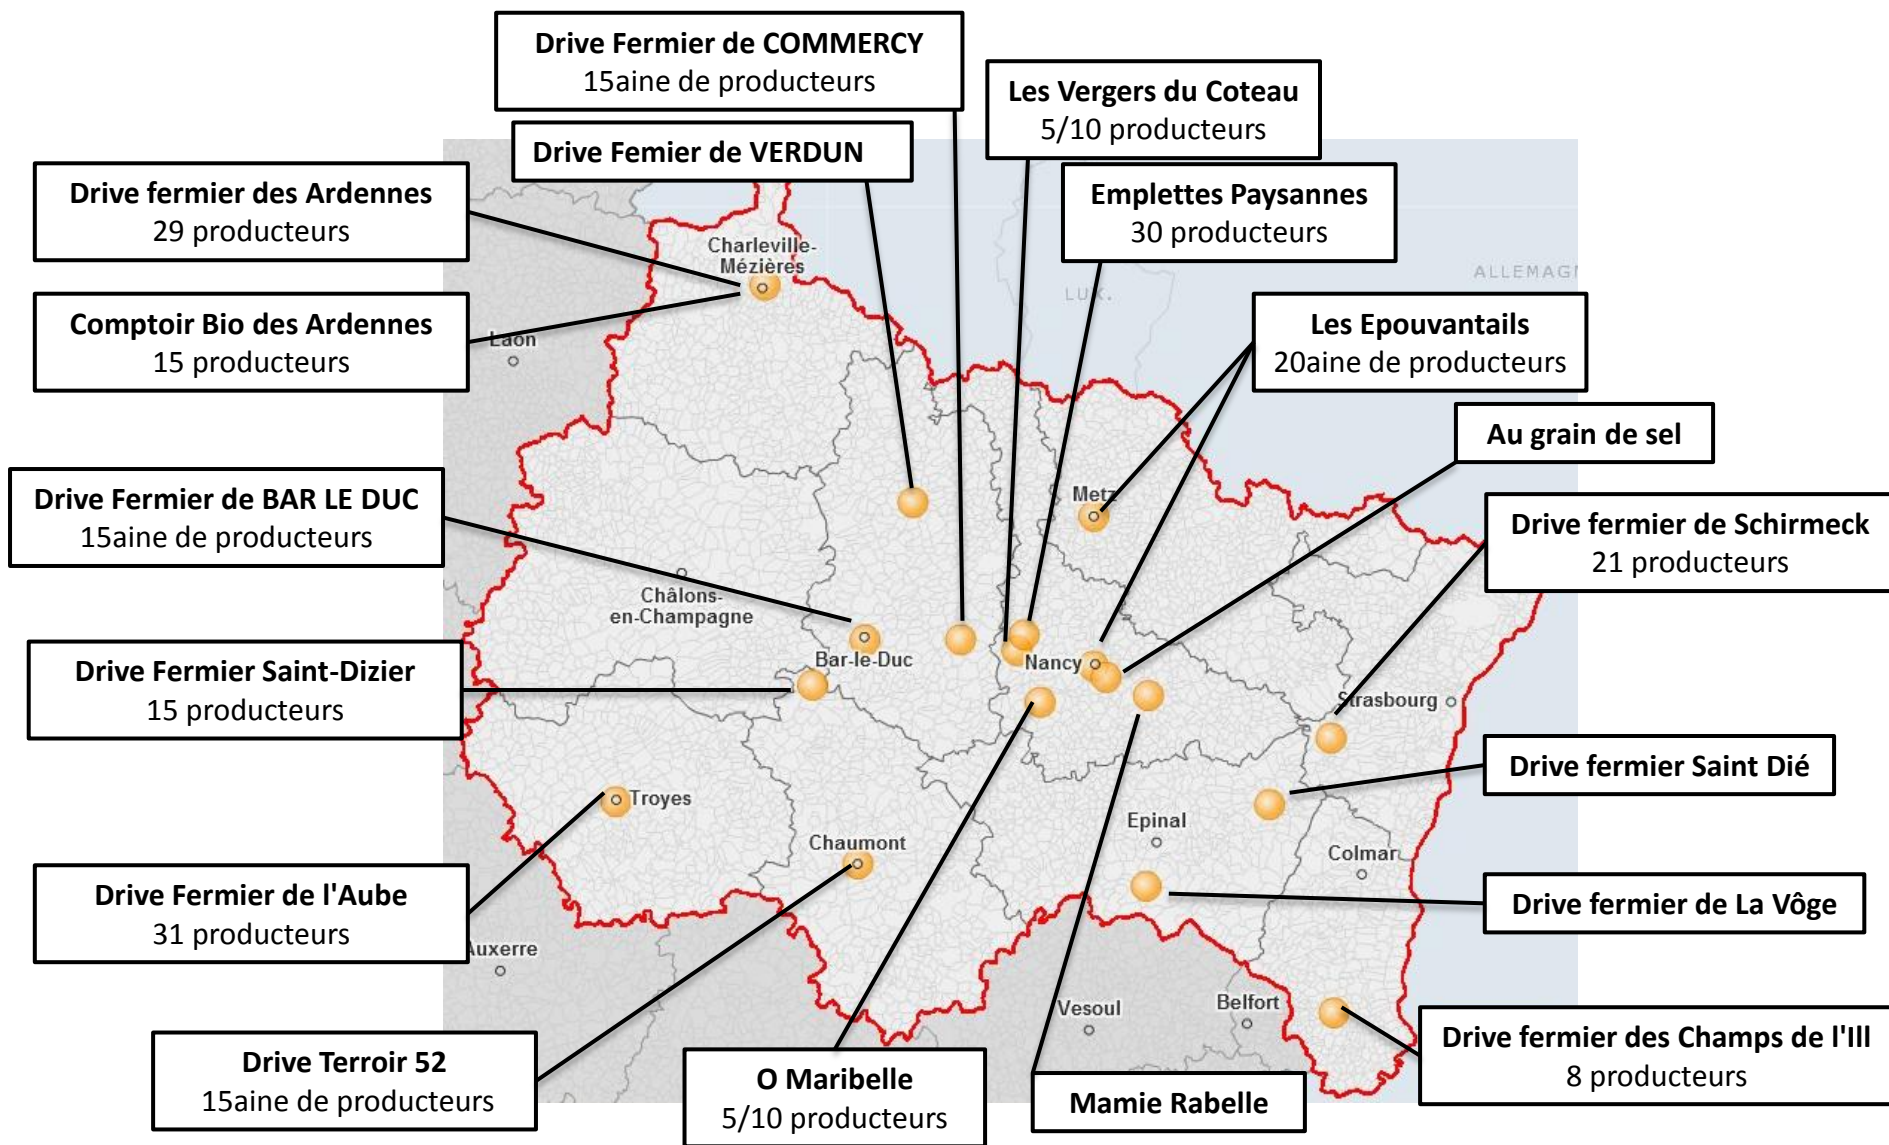 Drive Fermier de COMMERCY
15aine de producteurs
Les Vergers du Coteau
5/10 producteurs
Drive Femier de VERDUN
Emplettes Paysannes
30 producteurs
Drive fermier des Ardennes
29 producteurs
Charleville-
Mézières
ALLEMAGN
LUX.
Comptoir Bio des Ardennes
15 producteurs
Laon
Les Epouvantails
20aine de producteurs
Au grain de sel
Drive Fermier de BAR LE DUC
15aine de producteurs
Metz
Drive fermier de Schirmeck
21 producteurs
Châlons-
en-Champagne
Bar-le-Duc
Nancy
Drive Fermier Saint-Dizier
15 producteurs
Strasbourg
Drive fermier Saint Dié
Troyes
Epinal
Chaumont
Colmar
Drive Fermier de l'Aube
31 producteurs
Drive fermier de La Vôge
Auxerre
Vesoul
Belfort
Drive fermier des Champs de l'Ill
8 producteurs
Drive Terroir 52
15aine de producteurs
O Maribelle
5/10 producteurs
Mamie Rabelle